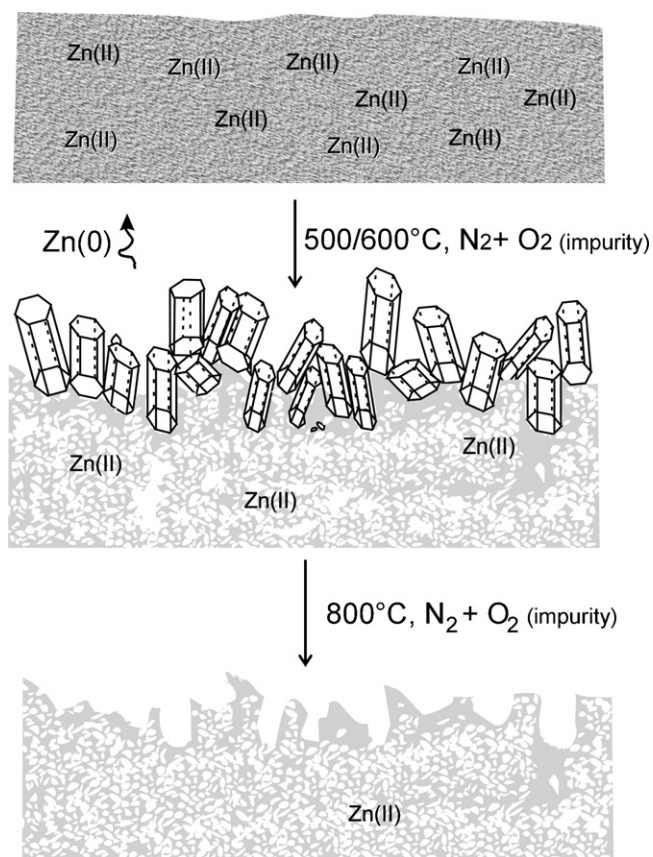 Zn(II) Zn(II) Zn(II) Zn(II)
Zn(II) Zn(II)
Zn(II) Zn(II) Zn(II) Zn(II)
Zn(0) 500/600°C, N2+ O2 (impurity)
Zn(II) Zn(II)
Zn(II)
800°C, N₂ + O₂ (impurity)
Zn(II)